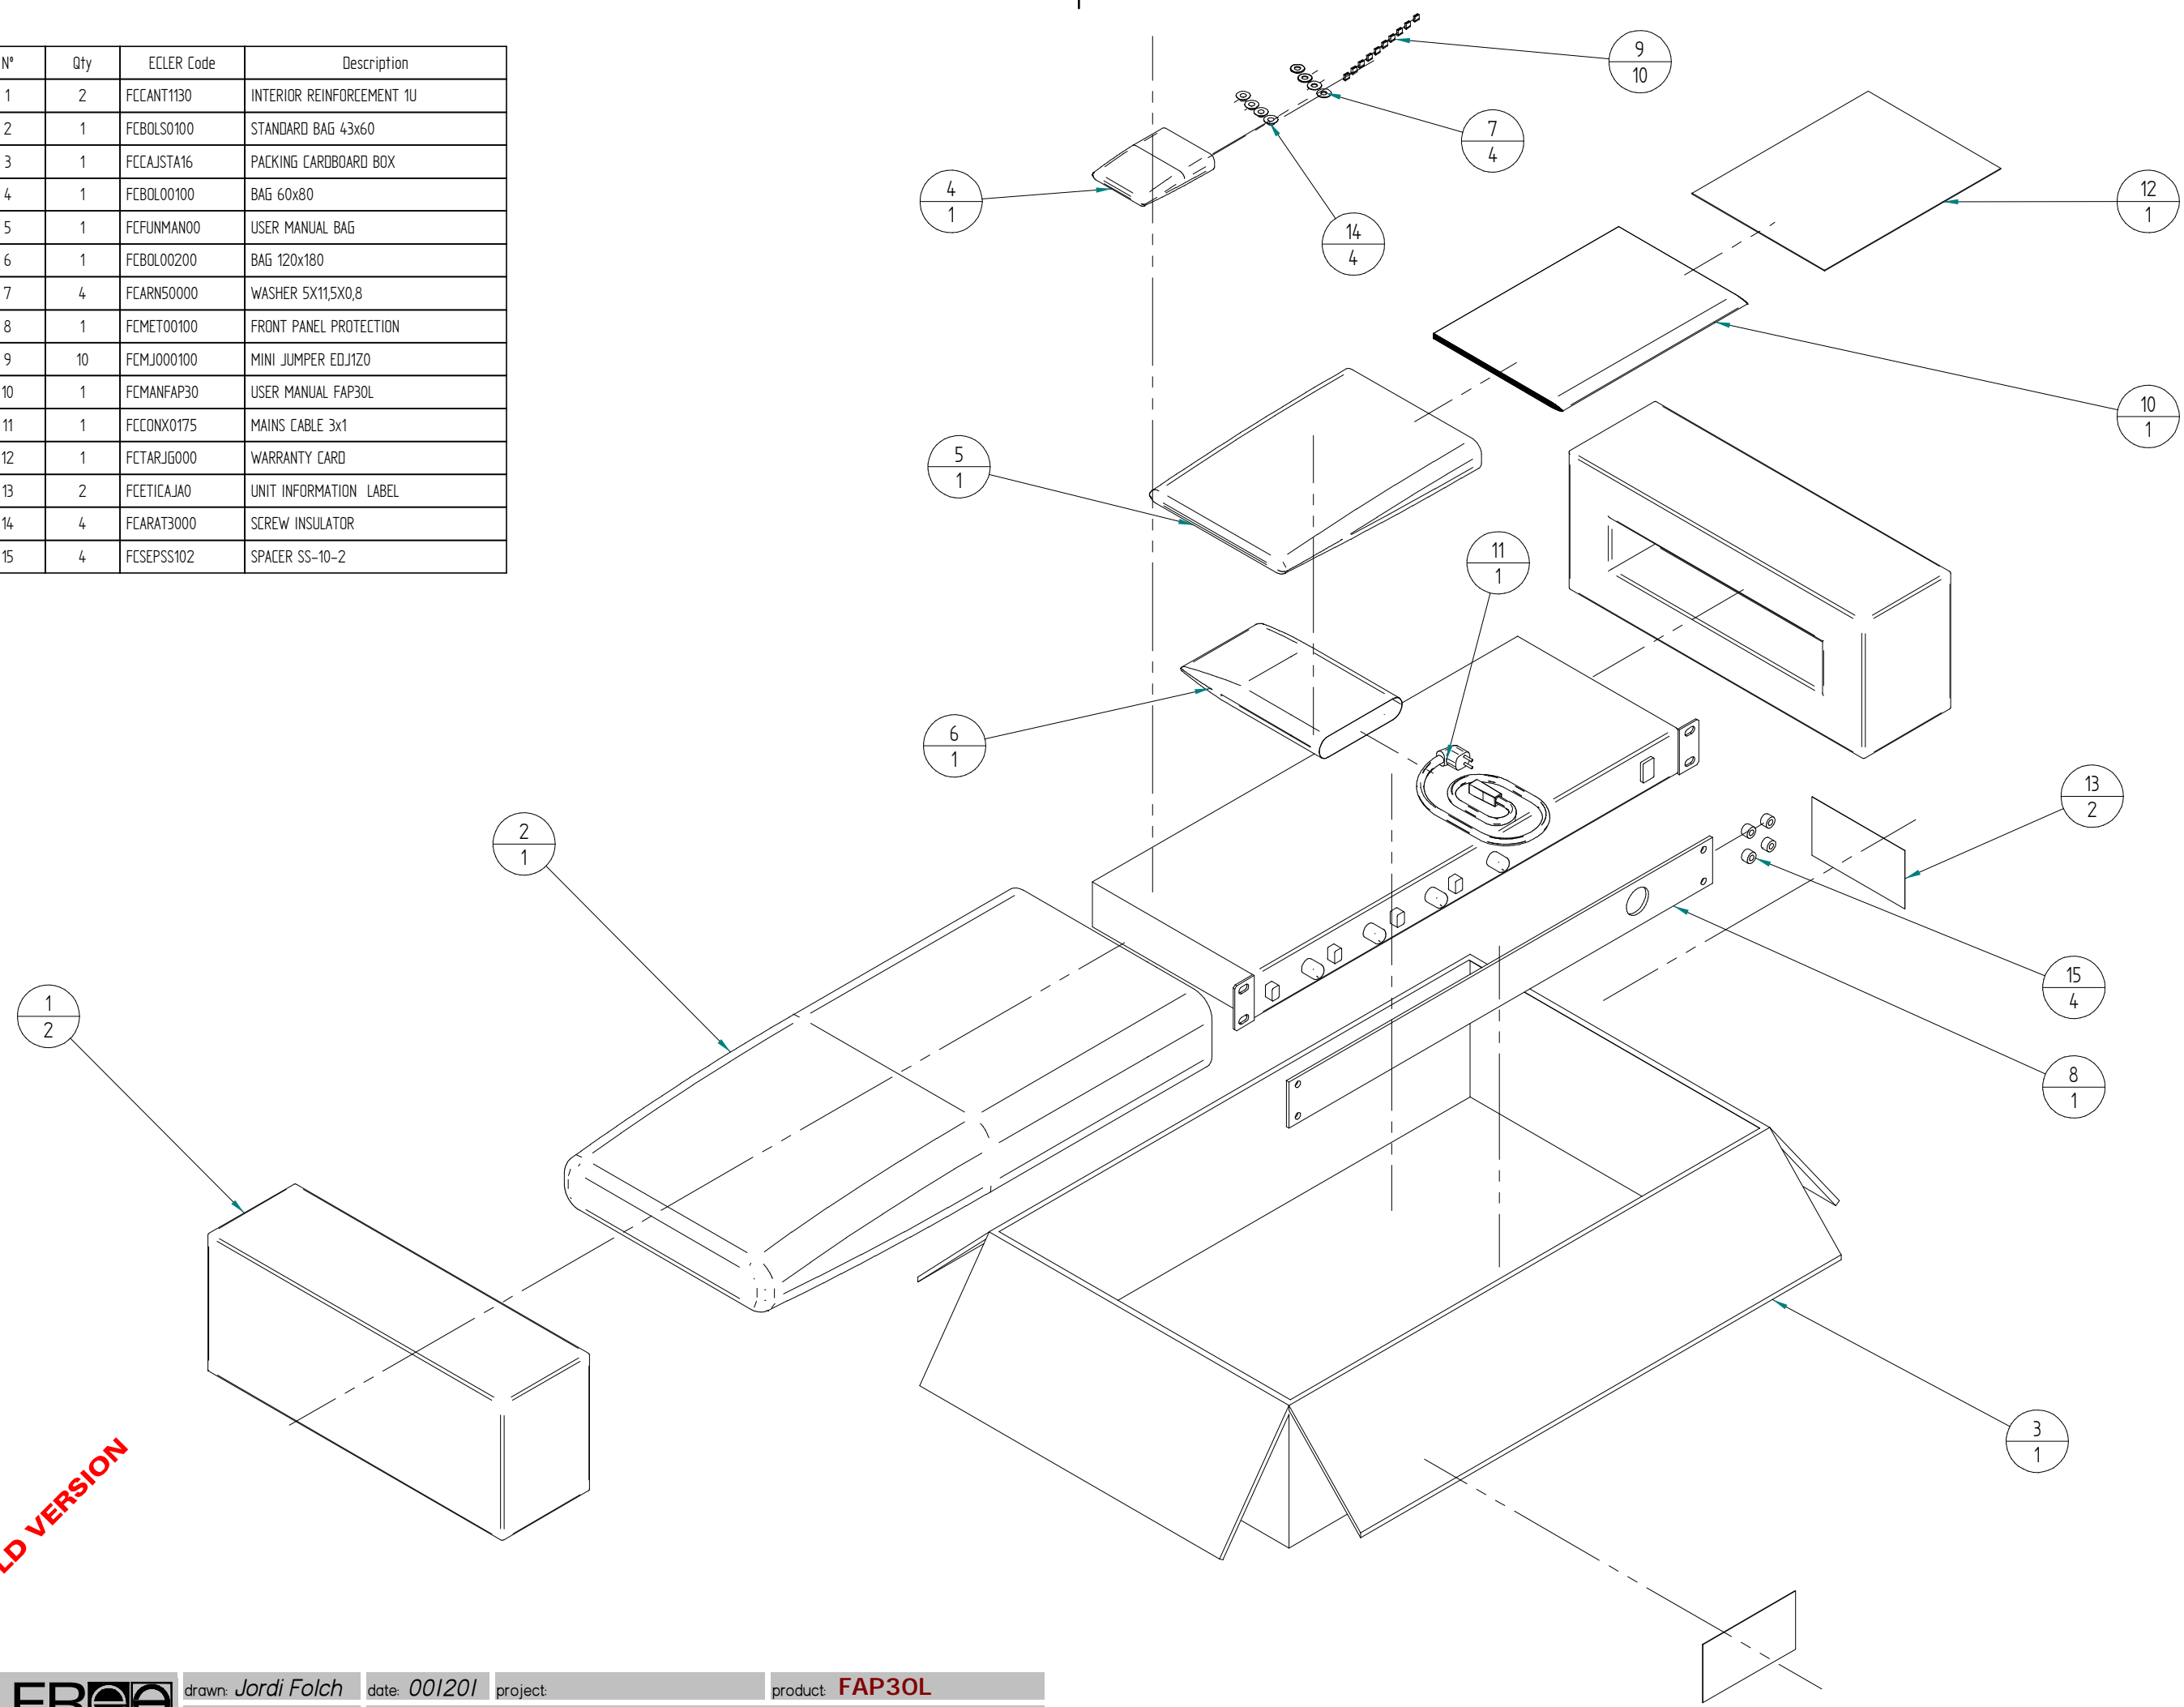 Nº Qty ECLER Code Description
1 2 FCCANT1130 INTERIOR REINFORCEMENT 1U
2 1 FCBOLS0100 STANDARD BAG 43x60
3 1 FCCAJSTA16 PACKING CARDBOARD BOX
4 1 FCBOL00100 BAG 60x80
5 1 FCFUNMAN00 USER MANUAL BAG
6 1 FCBOL00200 BAG 120x180
7 4 FCARN50000 WASHER 5X11,5X0,8
8 1 FCMET00100 FRONT PANEL PROTECTION
9 10 FCMJ000100 MINI JUMPER EDJ1Z0
10 1 FCMANFAP30 USER MANUAL FAP30L
11 1 FCCONX0175 MAINS CABLE 3x1
12 1 FCTARJG000 WARRANTY CARD
13 2 FCETICAJA0 UNIT INFORMATION LABEL
14 4 FCARAT3000 SCREW INSULATOR
15 4 FCSEPSS102 SPACER SS-10-2
9
10
7
4
4
1
12
1
14
4
10
1
5
1
11
1
6
1
13
2
2
1
15
4
1
2
8
1
3
1
LD VERSION
drawn: Jordi Folch date: 001201 project: product: FAP30L